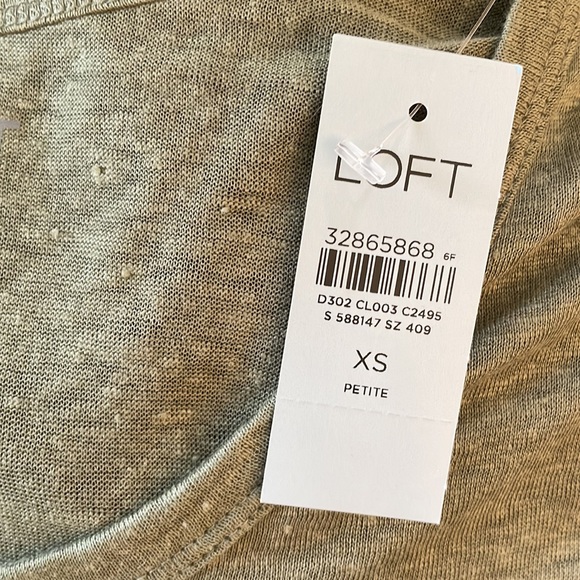 LOFT
32865868 6F
D302 CL003 C2495
S 588147 SZ 409
XS
PETITE